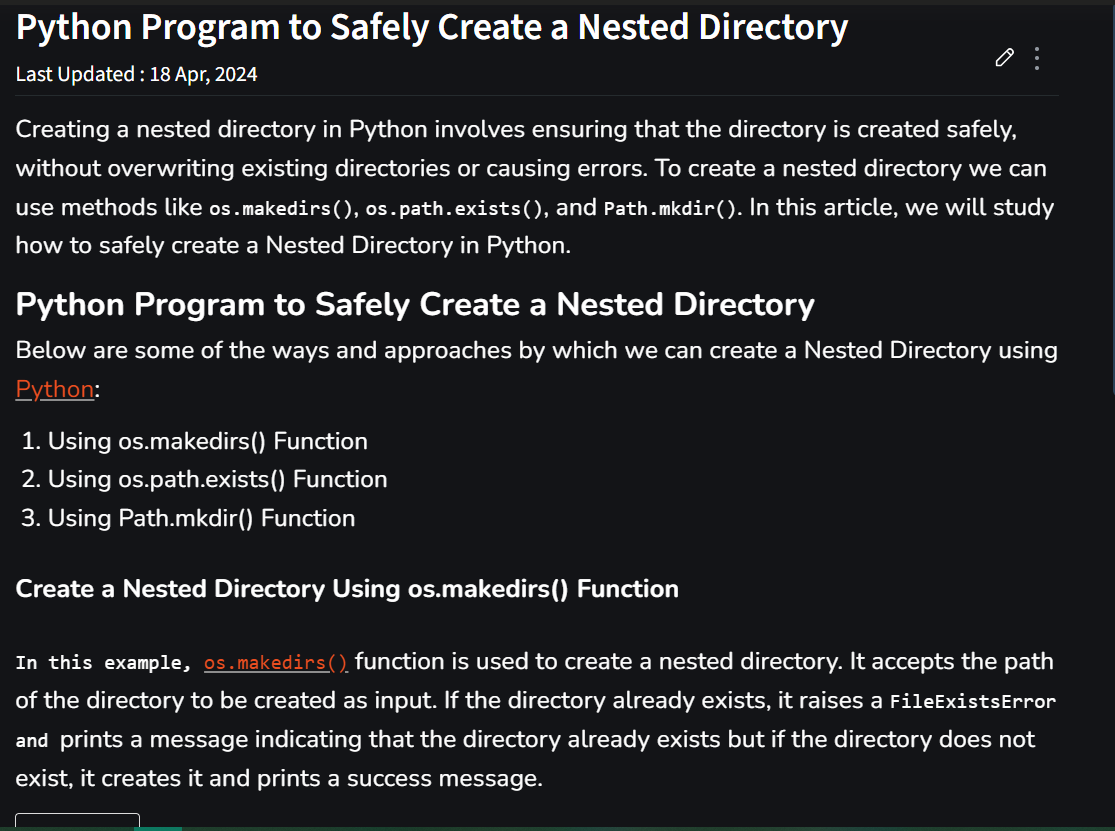 Python Program to Safely Create a Nested Directory
Last Updated : 18 Apr, 2024
Creating a nested directory in Python involves ensuring that the directory is created safely,
without overwriting existing directories or causing errors. To create a nested directory we can
use methods like os.makedirs(), os.path.exists(), and Path.mkdir(). In this article, we will study
how to safely create a Nested Directory in Python.
Python Program to Safely Create a Nested Directory
Below are some of the ways and approaches by which we can create a Nested Directory using
Python:
1. Using os.makedirs() Function
2. Using os.path.exists() Function
3. Using Path.mkdir() Function
Create a Nested Directory Using os.makedirs() Function
In this example, os.makedirs() function is used to create a nested directory. It accepts the path
of the directory to be created as input. If the directory already exists, it raises a FileExistsError
and prints a message indicating that the directory already exists but if the directory does not
exist, it creates it and prints a success message.